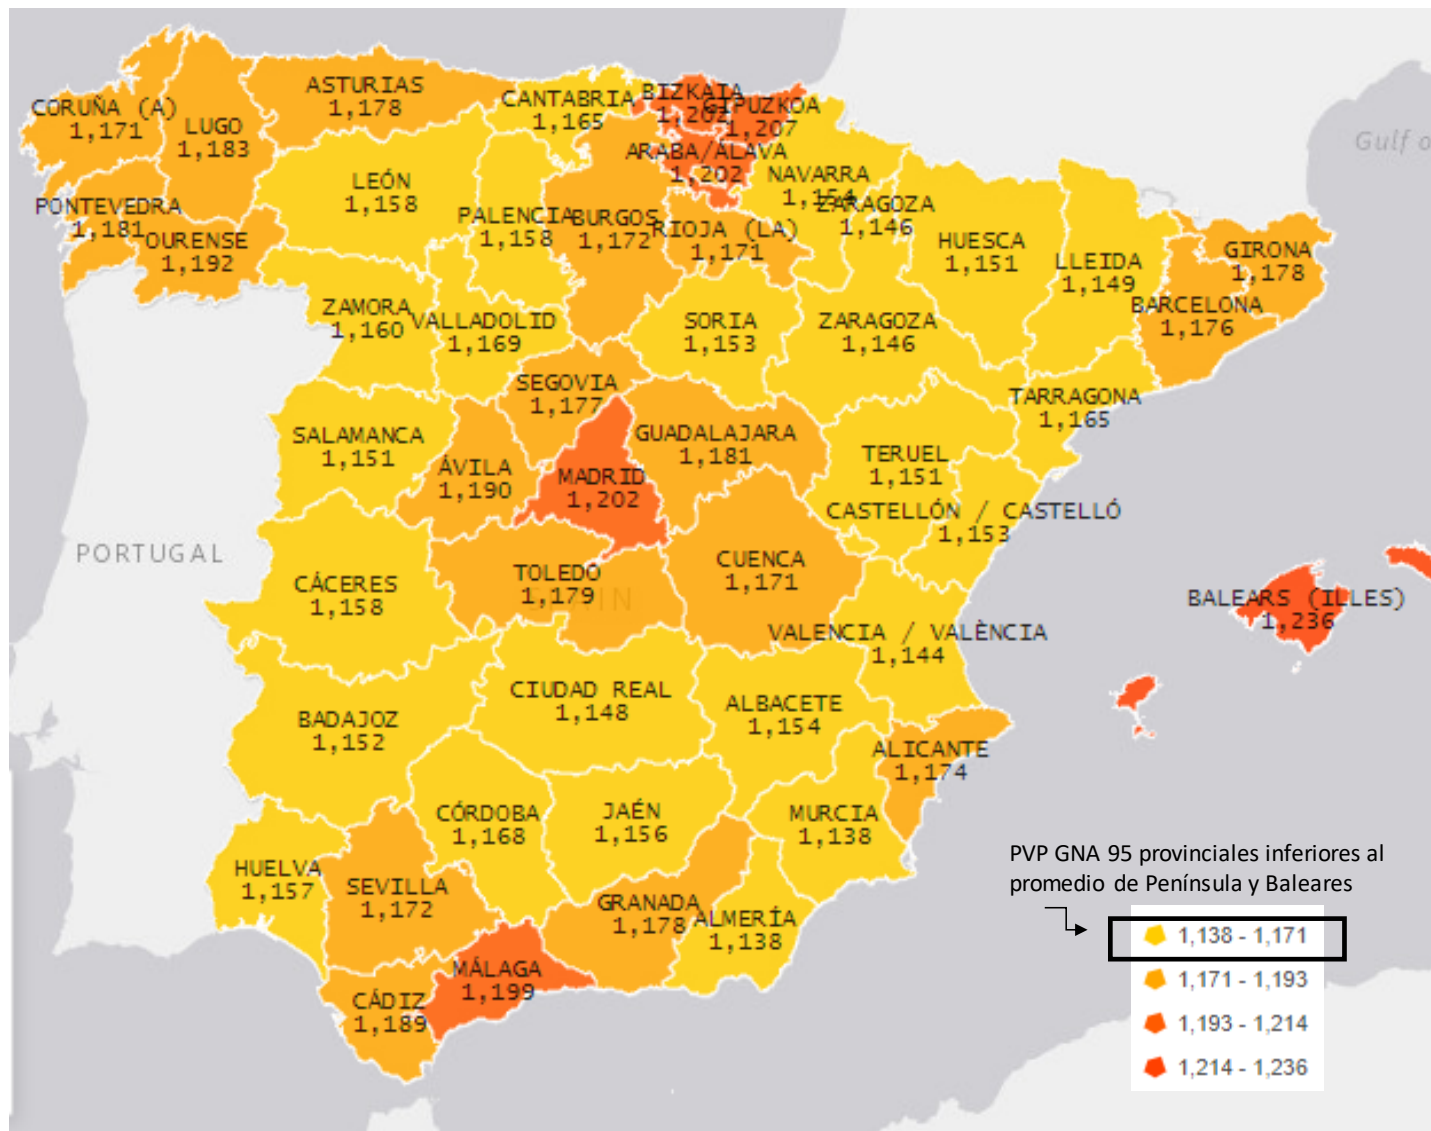 ASTURIAS
1,178
CORUÑA (A)
1,171
LUGO
1,183
CANTABRIA
1,165
BIZKAIA
1,202
GIPUZKOA
1,207
ARABA/ÁLAVA
1,202
NAVARRA
1,154
ZARAGOZA
1,146
Gulf o
PONTEVEDRA
1,181
OURENSE
1,192
LEÓN
1,158
PALENCIA
1,158
BURGOS
1,172
RIOJA (LA)
1,171
HUESCA
1,151
LLEIDA
1,149
GIRONA
1,178
BARCELONA
1,176
ZAMORA
1,160
VALLADOLID
1,169
SORIA
1,153
ZARAGOZA
1,146
SEGOVIA
1,177
TARRAGONA
1,165
SALAMANCA
1,151
ÁVILA
1,190
MADRID
1,202
GUADALAJARA
1,181
TERUEL
1,151
CASTELLÓN / CASTELLÓ
1,153
PORTUGAL
CÁCERES
1,158
TOLEDO
1,179
CUENCA
1,171
BALEARS (ILLES)
1,236
VALENCIA / VALÈNCIA
1,144
BADAJOZ
1,152
CIUDAD REAL
1,148
ALBACETE
1,154
ALICANTE
1,174
CÓRDOBA
1,168
JAÉN
1,156
MURCIA
1,138
HUELVA
1,157
SEVILLA
1,172
GRANADA
1,178
ALMERÍA
1,138
MÁLAGA
1,199
CÁDIZ
1,189
PVP GNA 95 provinciales inferiores al
promedio de Península y Baleares
1,138 - 1,171
1,171 - 1,193
1,193 - 1,214
1,214 - 1,236